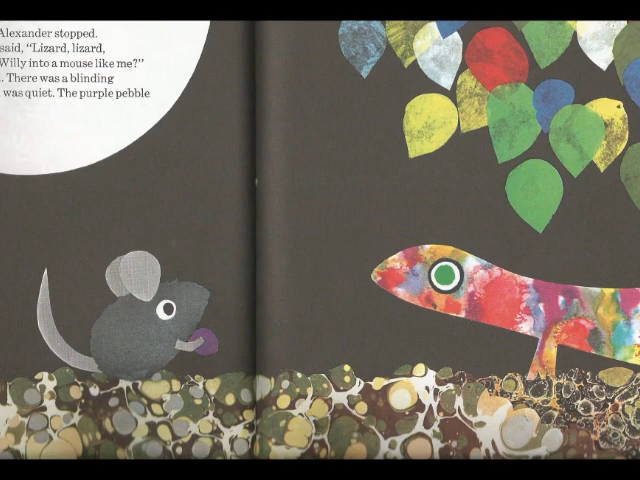 Alexander stopped.
said, "Lizard, lizard,
Willy into a mouse like me?"
. There was a blinding
was quiet. The purple pebble